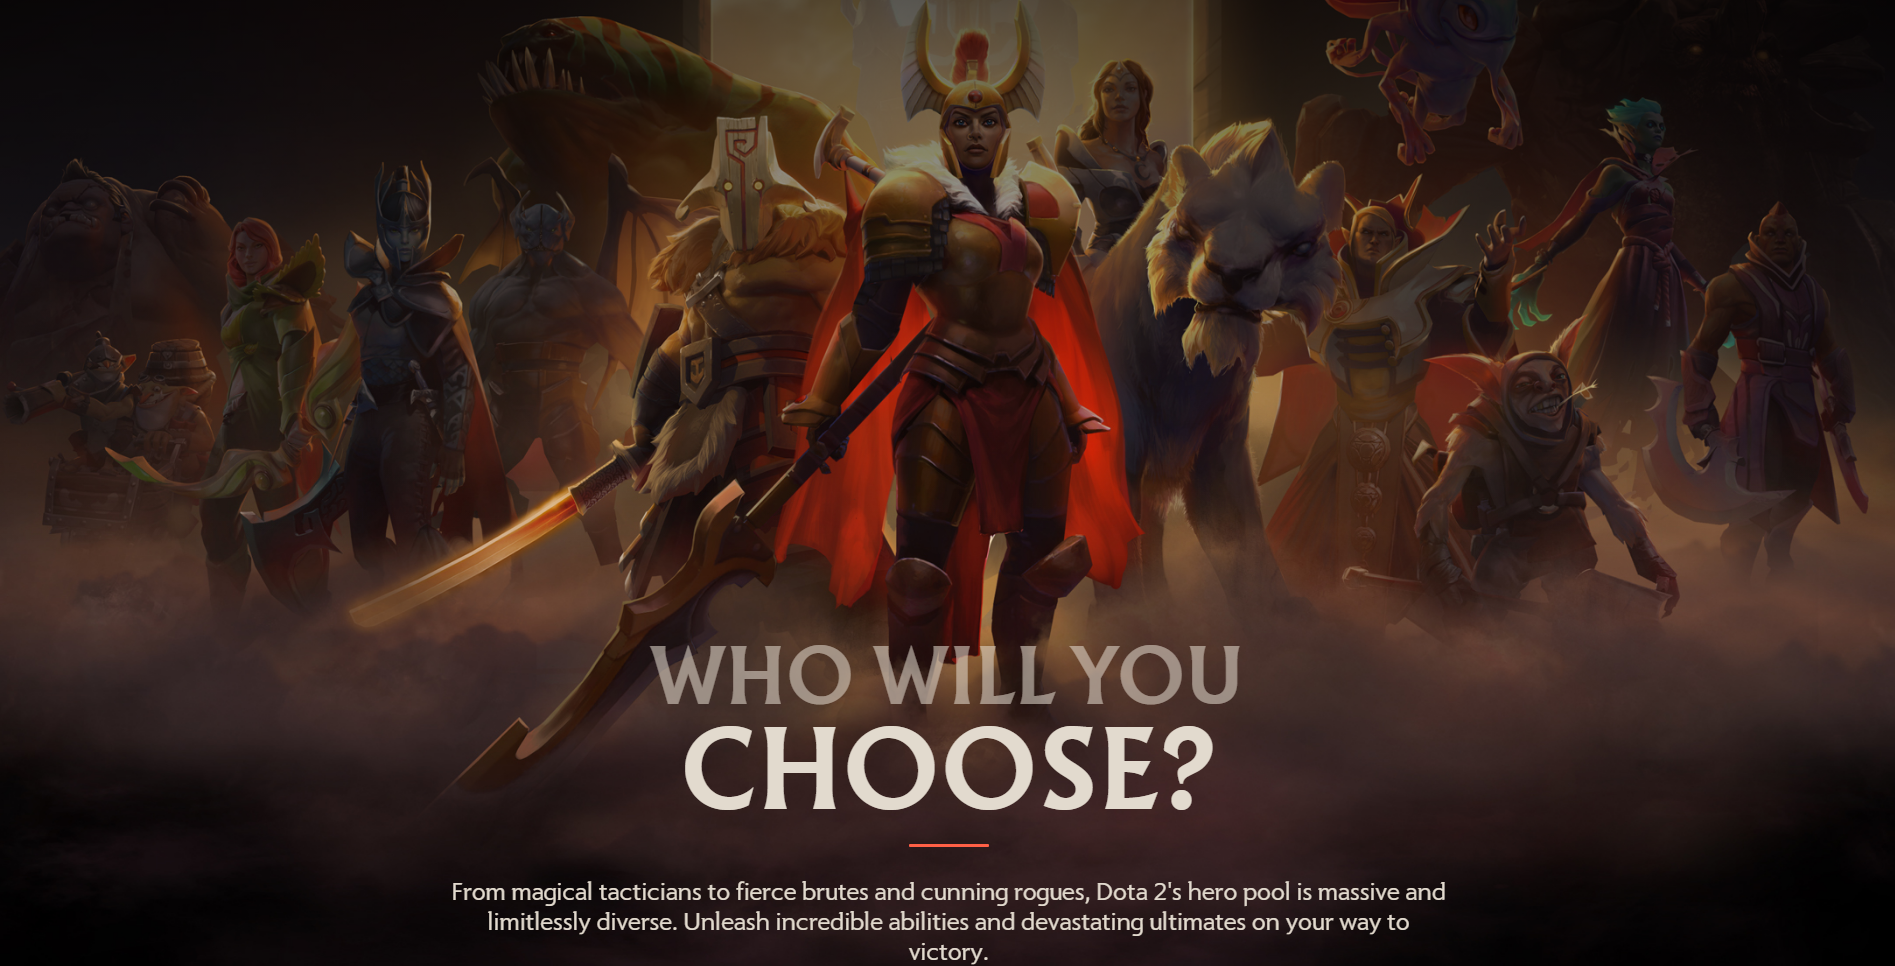 WHO WILL YOU
CHOOSE?
From magical tacticians to fierce brutes and cunning rogues, Dota 2's hero pool is massive and
limitlessly diverse. Unleash incredible abilities and devastating ultimates on your way to
victory.